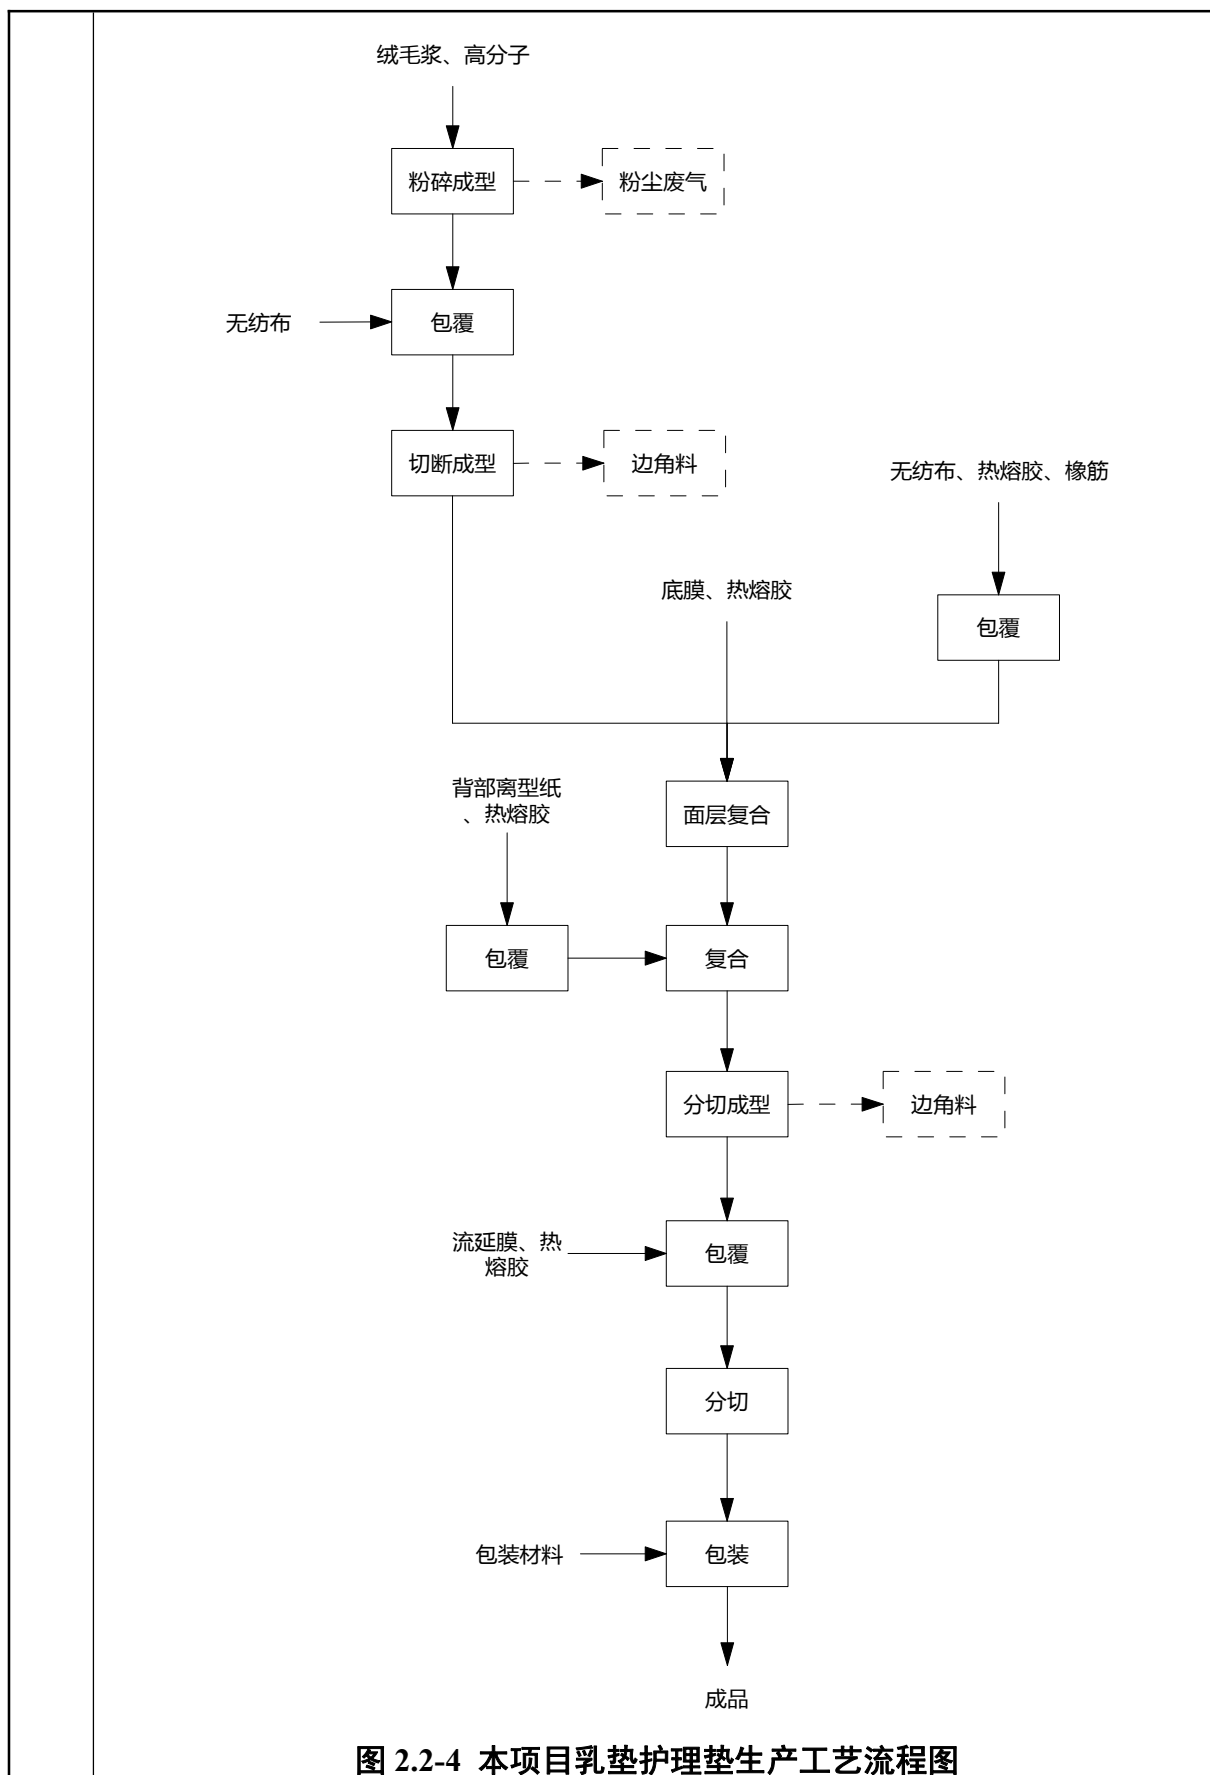 绒毛浆、高分子
粉碎成型
粉尘废气
无纺布
包覆
切断成型
边角料
无纺布、热熔胶、橡筋
底膜、热熔胶
包覆
背部离型纸
、热熔胶
面层复合
包覆
复合
分切成型
边角料
流延膜、热
熔胶
包覆
分切
包装材料
包装
成品
图 2.2-4 本项目乳垫护理垫生产工艺流程图